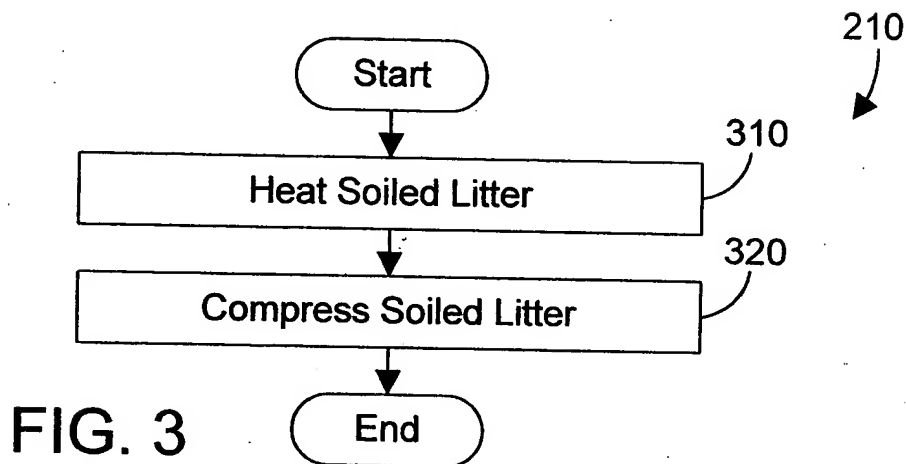 210
Start
310
Heat Soiled Litter
320
Compress Soiled Litter
End
FIG. 3